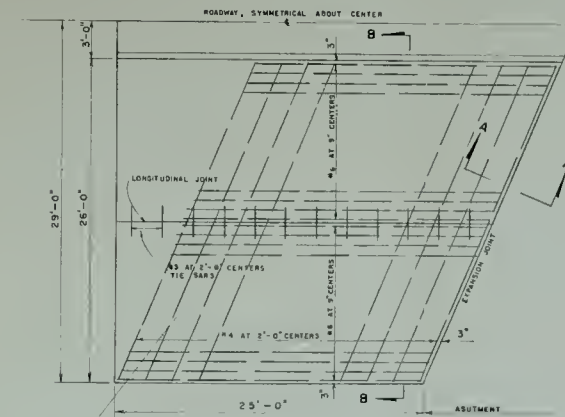 ROADWAY, SYMMETRICAL ABOUT CENTER ℄
B
3'-0"
3"
#6 AT 9" CENTERS
A
LONGITUDINAL JOINT
29'-0"
26'-0"
#5 AT 2'-0" CENTERS
TIE BARS
EXPANSION JOINT
#6 AT 9" CENTERS
#4 AT 2'-0" CENTERS
3"
3"
B
25'-0"
ASUTMENT